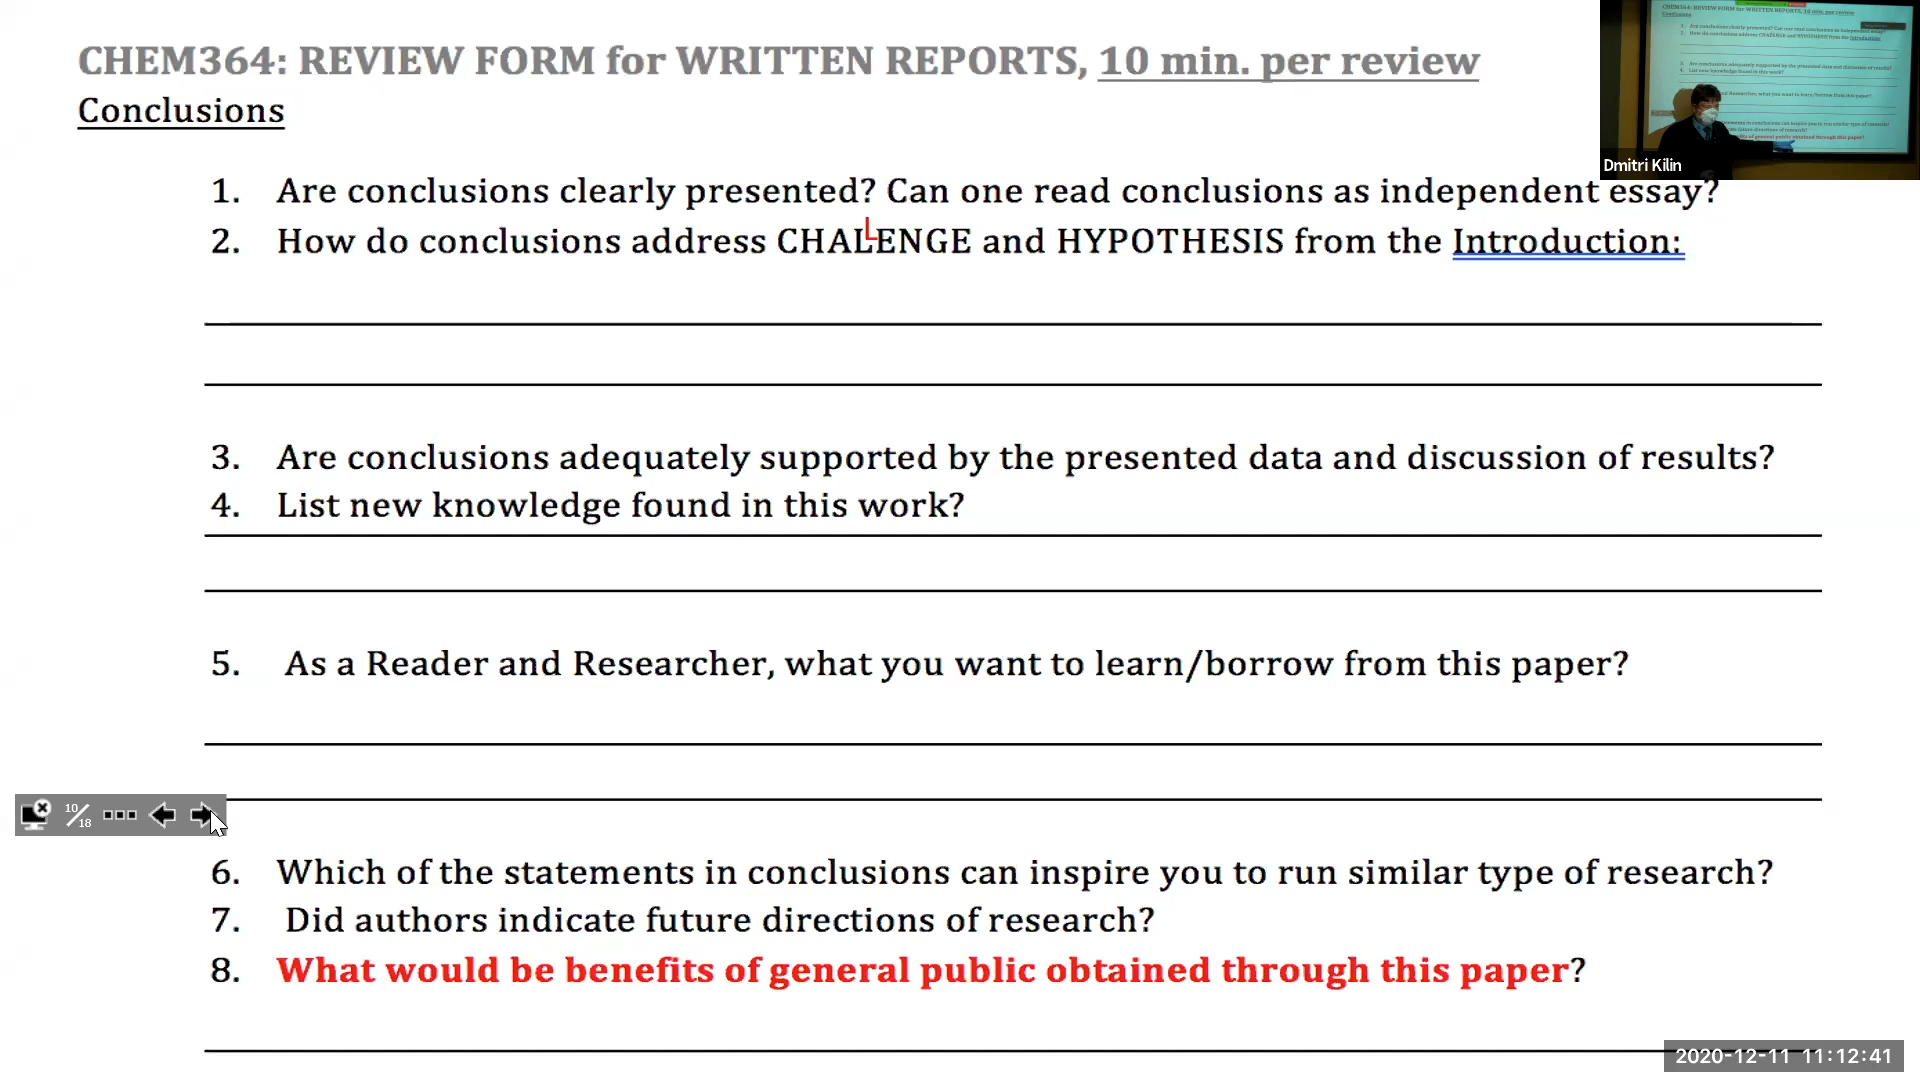 CHEM364: REVIEW FORM for WRITTEN REPORTS, 10 min. per review
Conclusions
Dmitri Kilin
1. Are conclusions clearly presented? Can one read conclusions as independent essay?
L
2. How do conclusions address CHALENGE and HYPOTHESIS from the Introduction:
3. Are conclusions adequately supported by the presented data and discussion of results?
4. List new knowledge found in this work?
5. As a Reader and Researcher, what you want to learn/borrow from this paper?
10/18
6. Which of the statements in conclusions can inspire you to run similar type of research?
7. Did authors indicate future directions of research?
8. What would be benefits of general public obtained through this paper?
2020-12-11 11:12:41